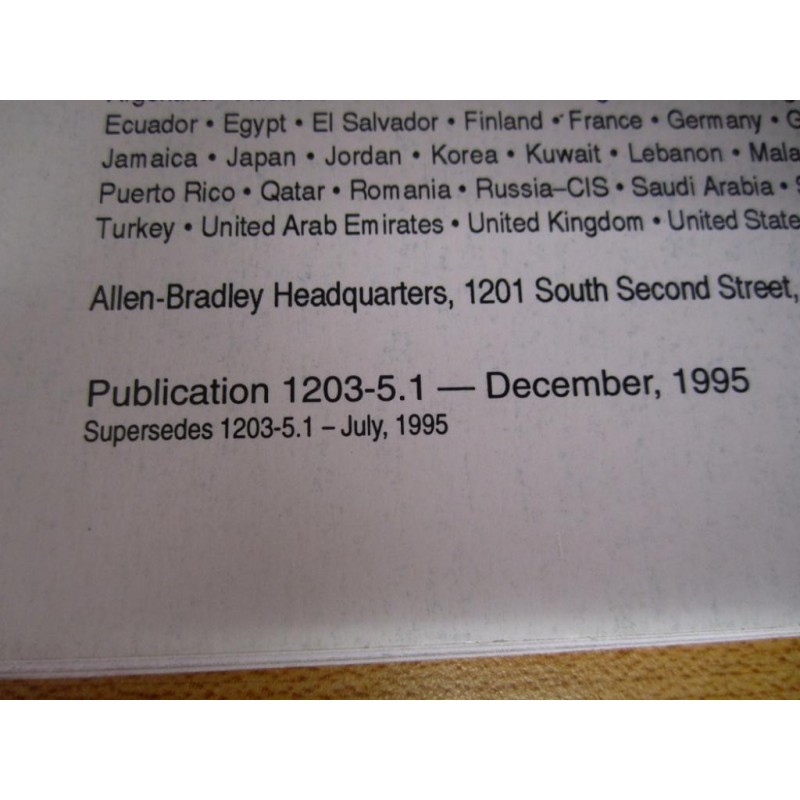 Ecuador • Egypt • El Salvador • Finland • France • Germany •
Jamaica • Japan • Jordan • Korea • Kuwait • Lebanon •
Puerto Rico • Qatar • Romania • Russia–CIS • Saudi Arabia •
Turkey • United Arab Emirates • United Kingdom • United State
Allen-Bradley Headquarters, 1201 South Second Street,
Publication 1203-5.1 — December, 1995
Supersedes 1203-5.1 – July, 1995